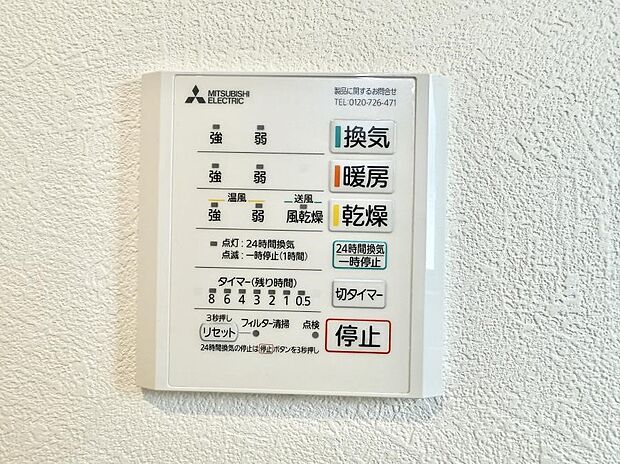 MITSUBISHI
ELECTRIC
製品に関するお問合せ
TEL:0120-726-471
強 弱 換気
強 弱 暖房
温風 送風
強 弱 風乾燥 乾燥
点灯:24時間換気
点滅:一時停止(1時間)
24時間換気
一時停止
タイマー(残り時間)
8 6 4 3 2 1 0.5
切タイマー
3秒押し
リセット フィルター清掃 点検
停止
24時間換気の停止は停止ボタンを3秒押し